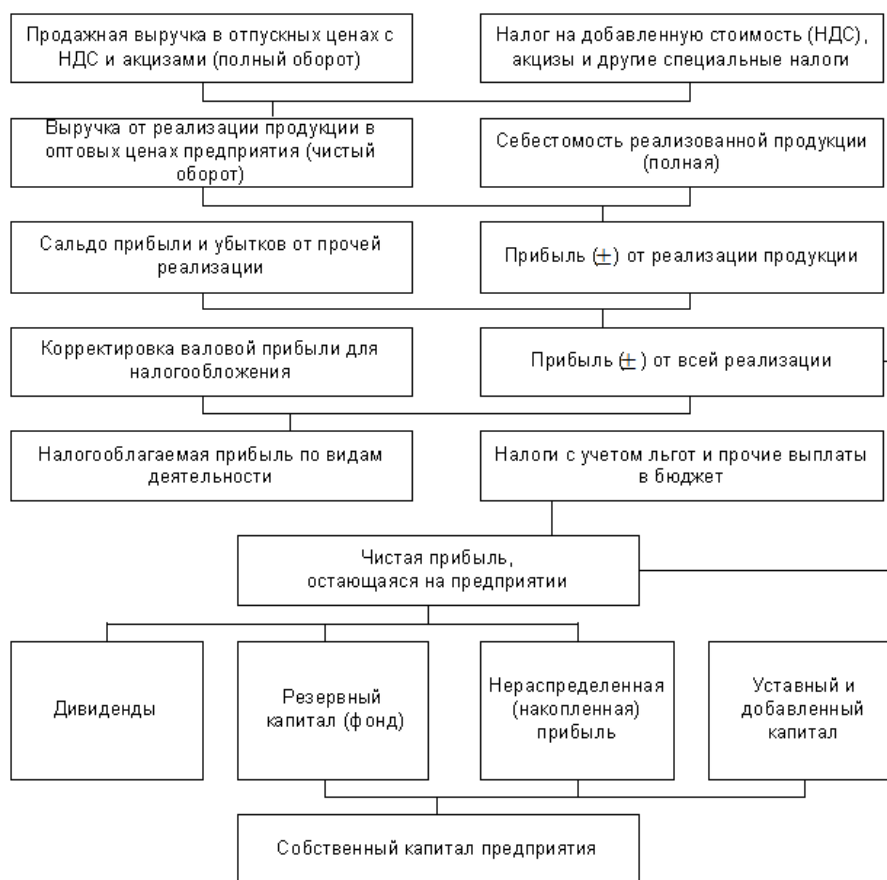 Продажная выручка в отпускных ценах с
НДС и акцизами (полный оборот)
Налог на добавленную стоимость (НДС),
акцизы и другие специальные налоги
Выручка от реализации продукции в
оптовых ценах предприятия (чистый
оборот)
Себестомость реализованной продукции
(полная)
Сальдо прибыли и убытков от прочей
реализации
Прибыль (±) от реализации продукции
Корректировка валовой прибыли для
налогообложения
Прибыль (± ) от всей реализации
Налогооблагаемая прибыль по видам
деятельности
Налоги с учетом льгот и прочие выплаты
в бюджет
Чистая прибыль,
остающаяся на предприятии
Дивиденды
Резервный
капитал (фонд)
Нераспределенная
(накопленная)
прибыль
Уставный и
добавленный
капитал
Собственный капитал предприятия